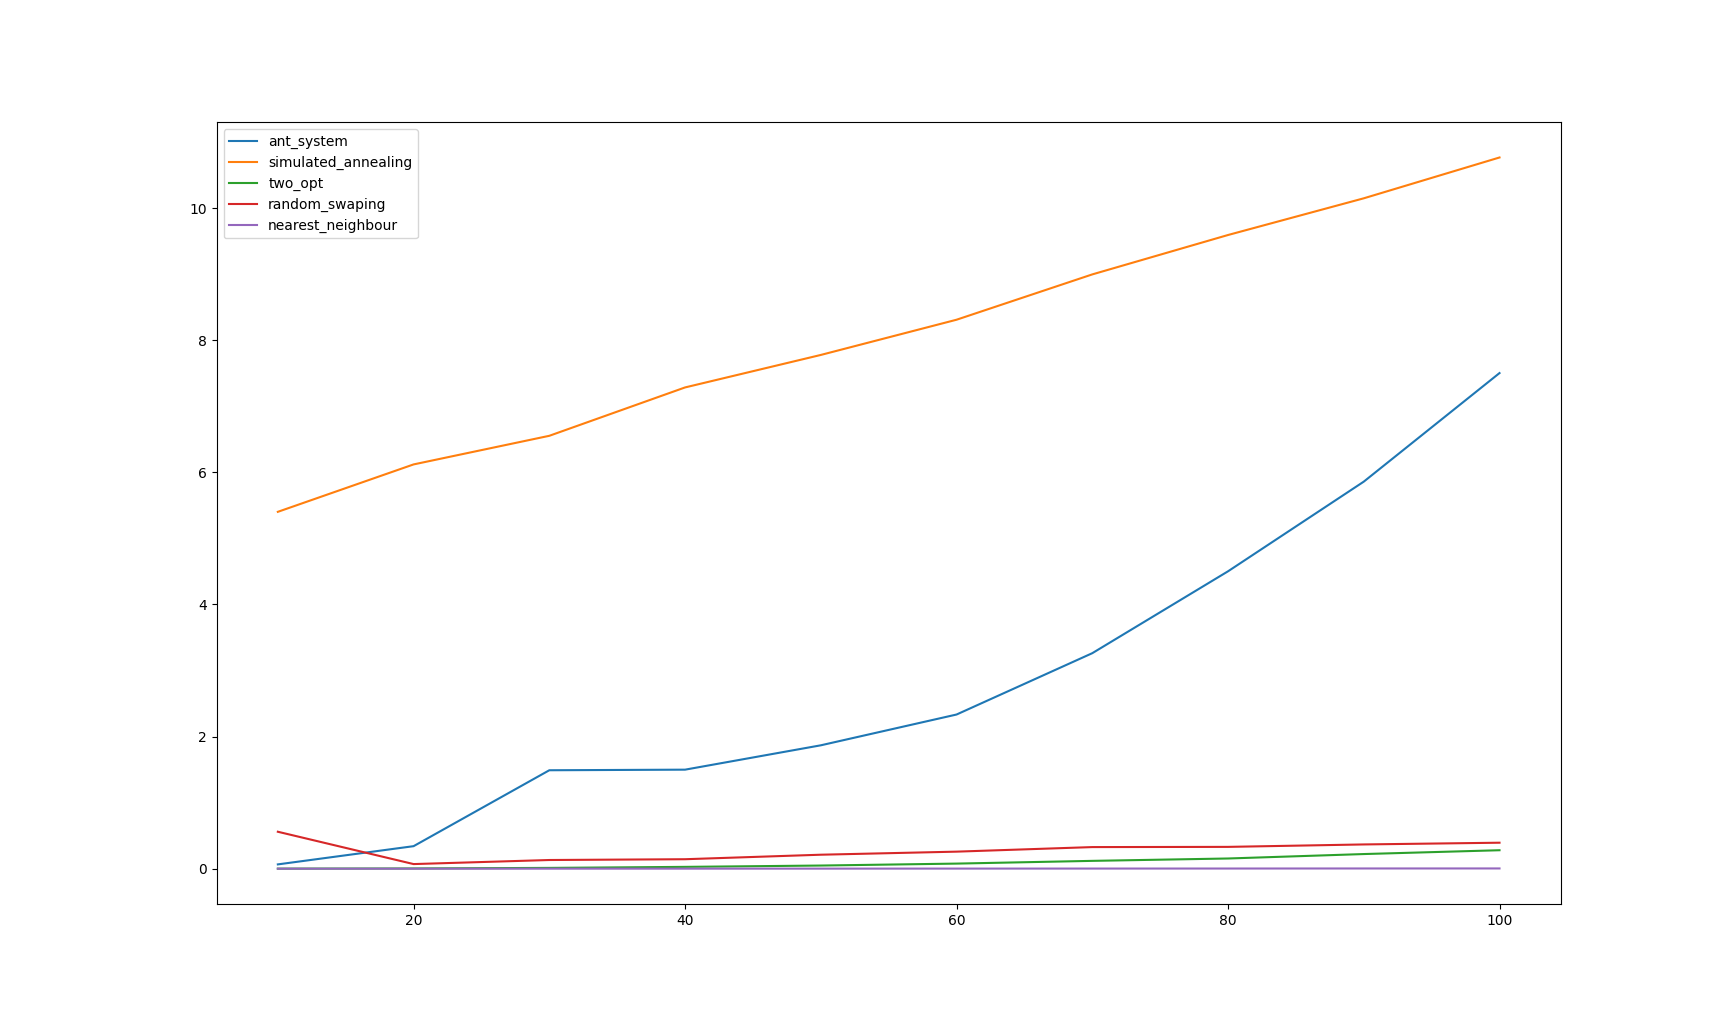 ant_system
simulated_annealing
two_opt
random_swaping
nearest_neighbour
10
8
6
4
2
0
20 40 60 80 100